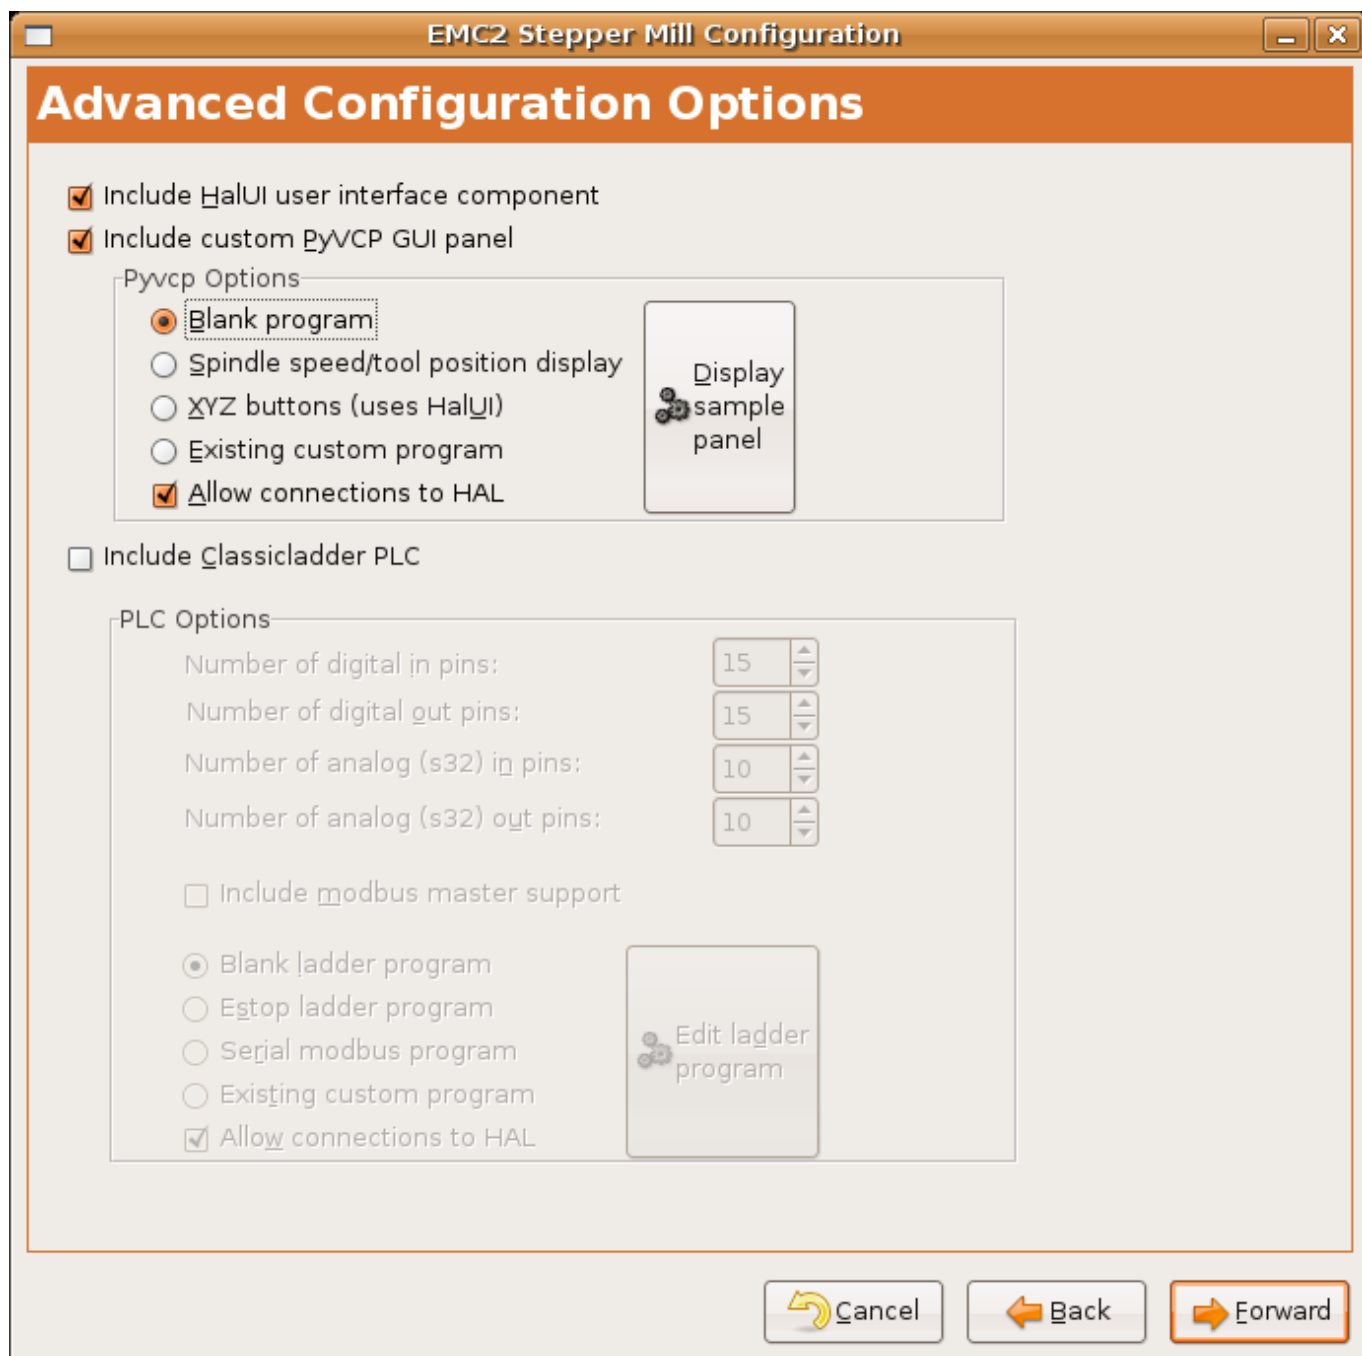 EMC2 Stepper Mill Configuration
Advanced Configuration Options
Include HalUI user interface component
Include custom PyVCP GUI panel
Pyvcp Options
Blank program
Spindle speed/tool position display
XYZ buttons (uses HalUI)
Existing custom program
Allow connections to HAL
Display
sample
panel
Include Classicladder PLC
PLC Options
Number of digital in pins: 15
Number of digital out pins: 15
Number of analog (s32) in pins: 10
Number of analog (s32) out pins: 10
Include modbus master support
Blank ladder program
Estop ladder program
Serial modbus program
Existing custom program
Allow connections to HAL
Edit ladder
program
Cancel Back Forward